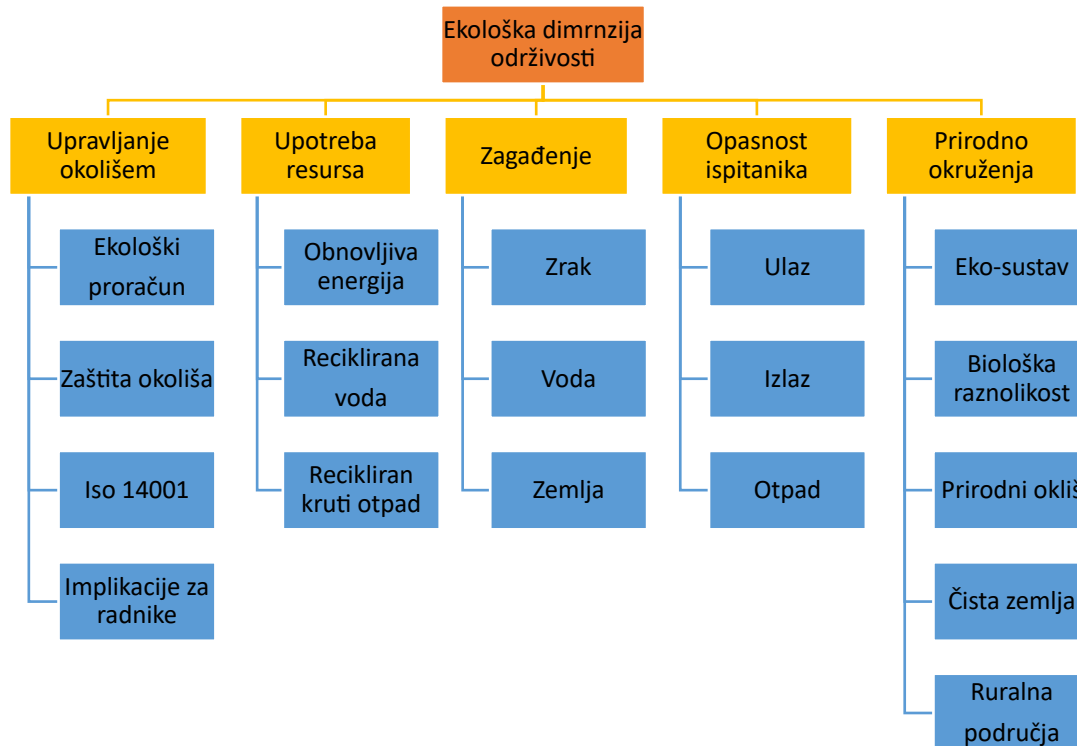 Ekološka dimrnzija
održivosti
Upravljanje
okolišem
Ekološki
proračun
Zaštita okoliša
Iso 14001
Implikacije za
radnike
Upotreba
resursa
Obnovljiva
energija
Reciklirana
voda
Recikliran
kruti otpad
Zagađenje
Zrak
Voda
Zemlja
Opasnost
ispitanika
Ulaz
Izlaz
Otpad
Prirodno
okruženja
Eko-sustav
Biološka
raznolikost
Prirodni okliš
Čista zemlja
Ruralna
područja